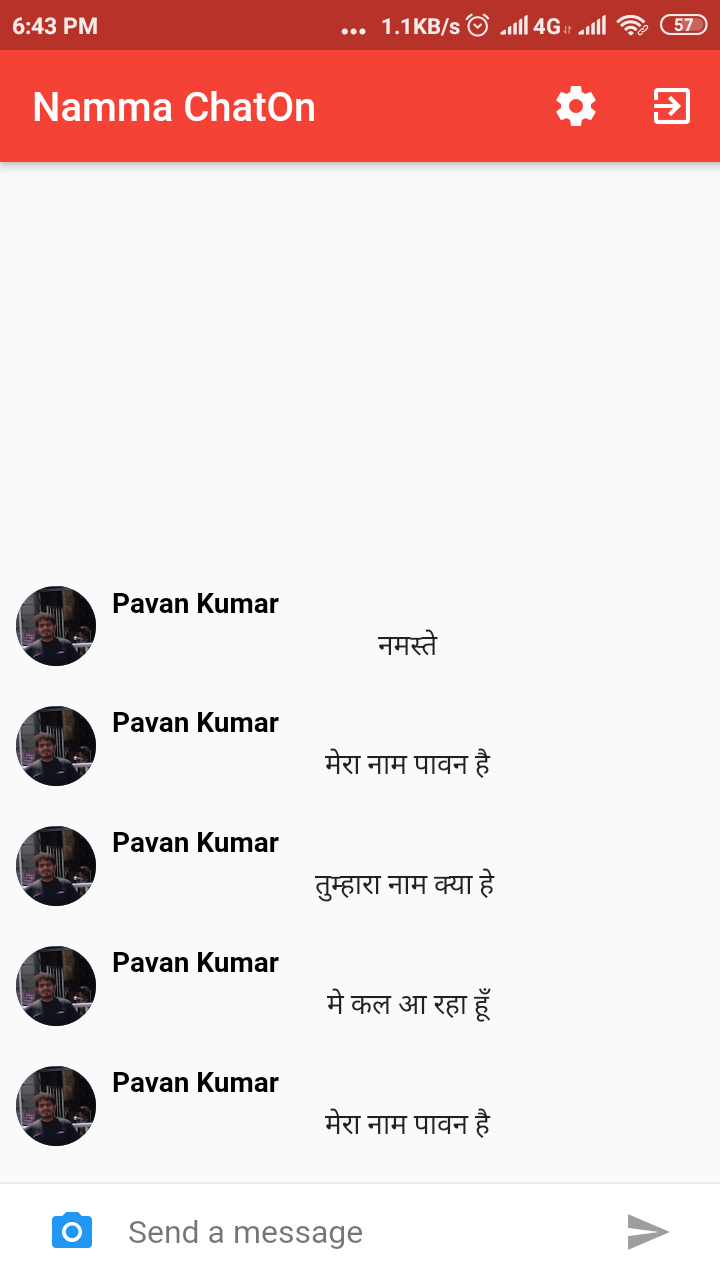 6:43 PM ... 1.1KB/s 4G 57
Namma ChatOn
Pavan Kumar
नमस्ते
Pavan Kumar
मेरा नाम पावन है
Pavan Kumar
तुम्हारा नाम क्या हे
Pavan Kumar
मे कल आ रहा हूँ
Pavan Kumar
मेरा नाम पावन है
Send a message